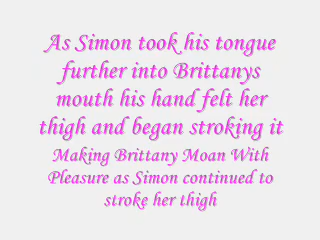 As Simon took his tongue
further into Brittanys
mouth his hand felt her
thigh and began stroking it
Making Brittany Moan With
Pleasure as Simon continued to
stroke her thigh